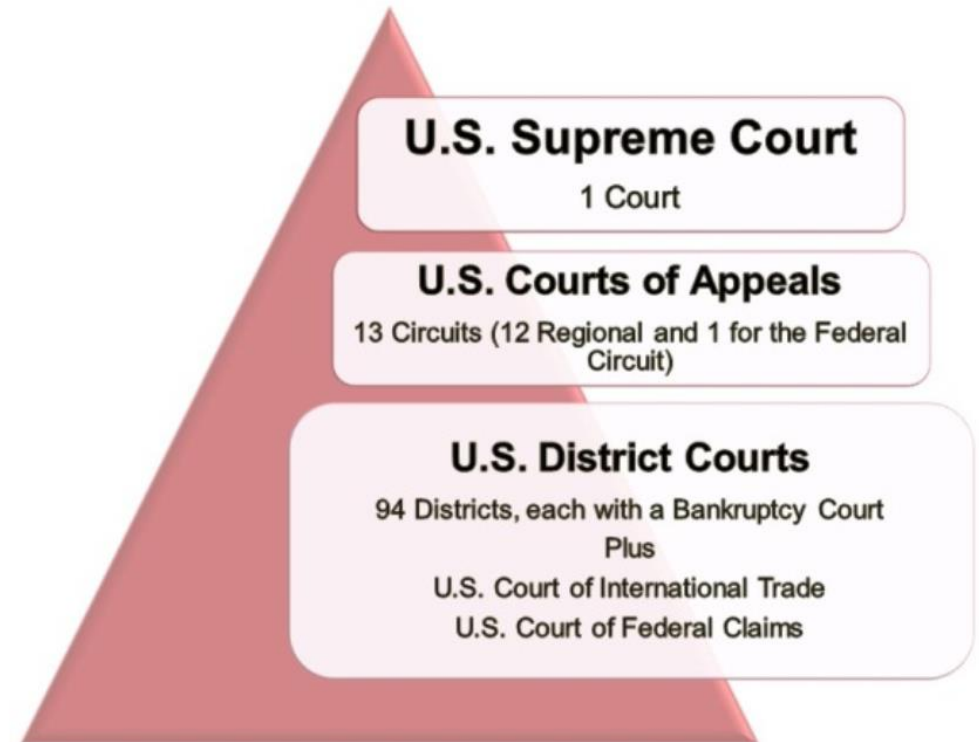 U.S. Supreme Court
1 Court
U.S. Courts of Appeals
13 Circuits (12 Regional and 1 for the Federal
Circuit)
U.S. District Courts
94 Districts, each with a Bankruptcy Court
Plus
U.S. Court of International Trade
U.S. Court of Federal Claims